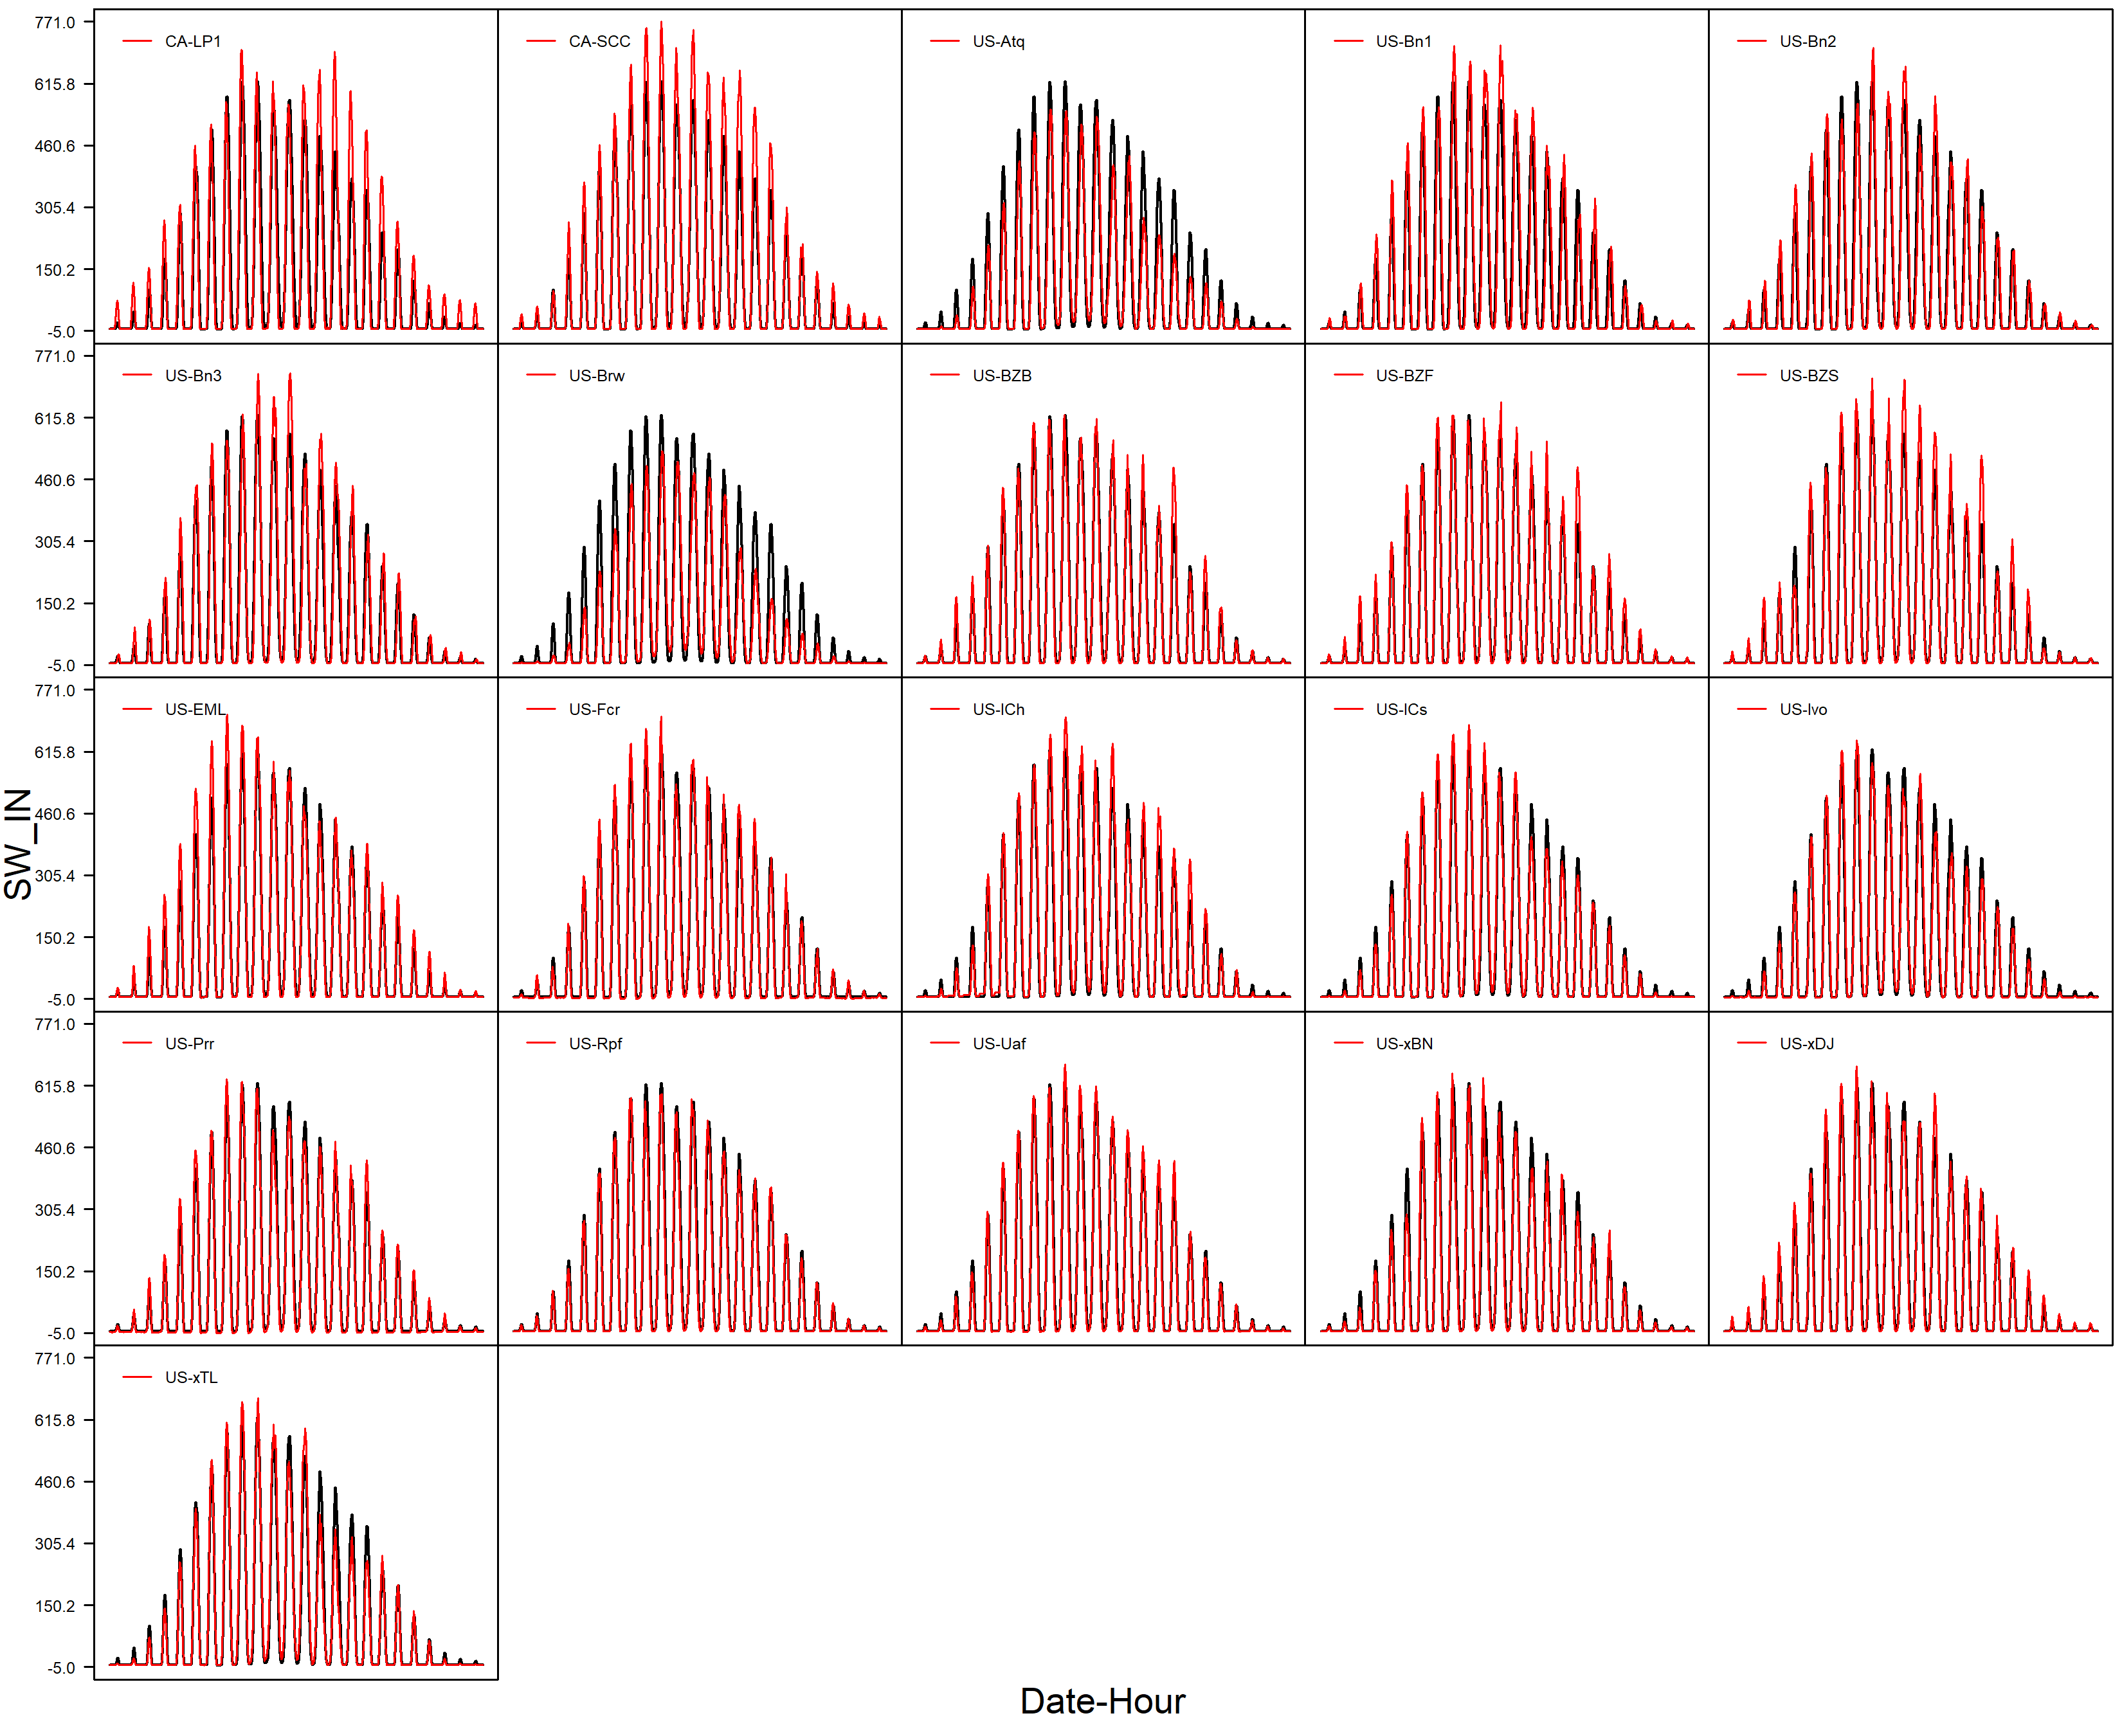 771.0
615.8
460.6
305.4
150.2
-5.0
CA-LP1
CA-SCC
US-Atq
US-Bn1
US-Bn2
771.0
615.8
460.6
305.4
150.2
-5.0
US-Bn3
US-Brw
US-BZB
US-BZF
US-BZS
771.0
615.8
460.6
305.4
150.2
-5.0
US-EML
US-Fcr
US-ICh
US-ICs
US-Ivo
SW_IN
771.0
615.8
460.6
305.4
150.2
-5.0
US-Prr
US-Rpf
US-Uaf
US-xBN
US-xDJ
771.0
615.8
460.6
305.4
150.2
-5.0
US-xTL
Date-Hour